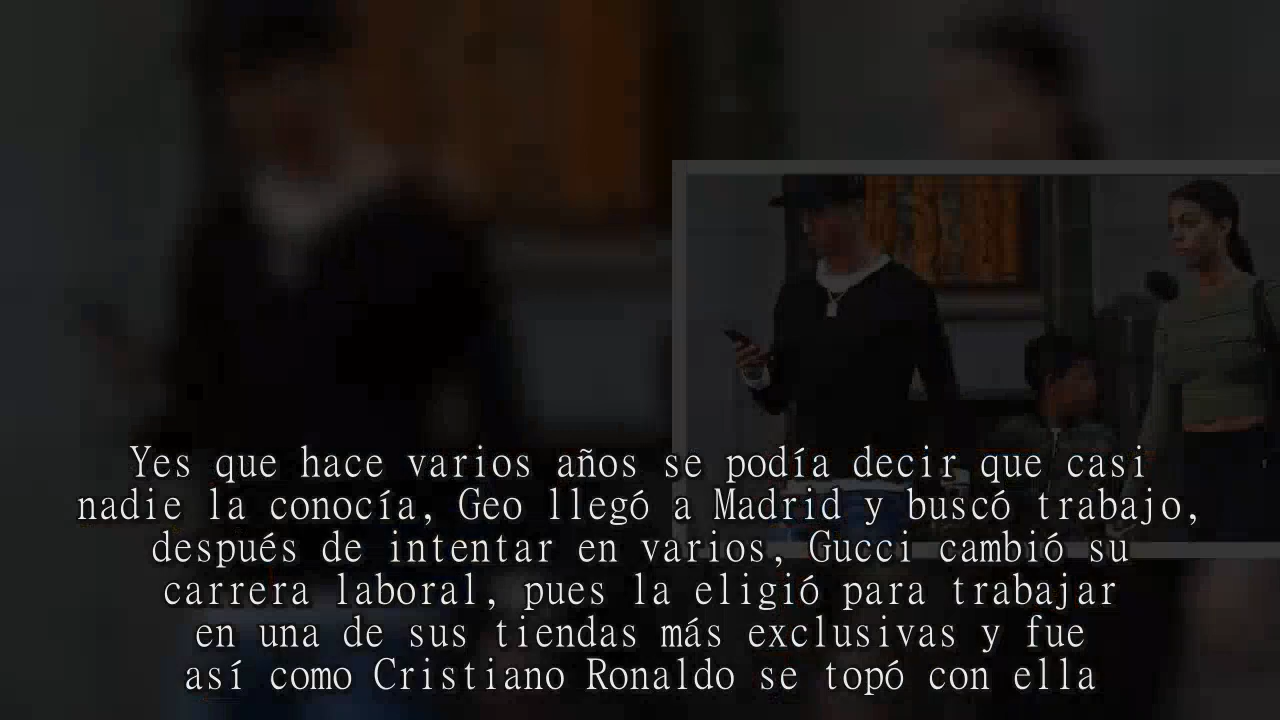 Yes que hace varios años se podía decir que casi
nadie la conocía, Geo llegó a Madrid y buscó trabajo,
después de intentar en varios, Gucci cambió su
carrera laboral, pues la eligió para trabajar
en una de sus tiendas más exclusivas y fue
así como Cristiano Ronaldo se topó con ella